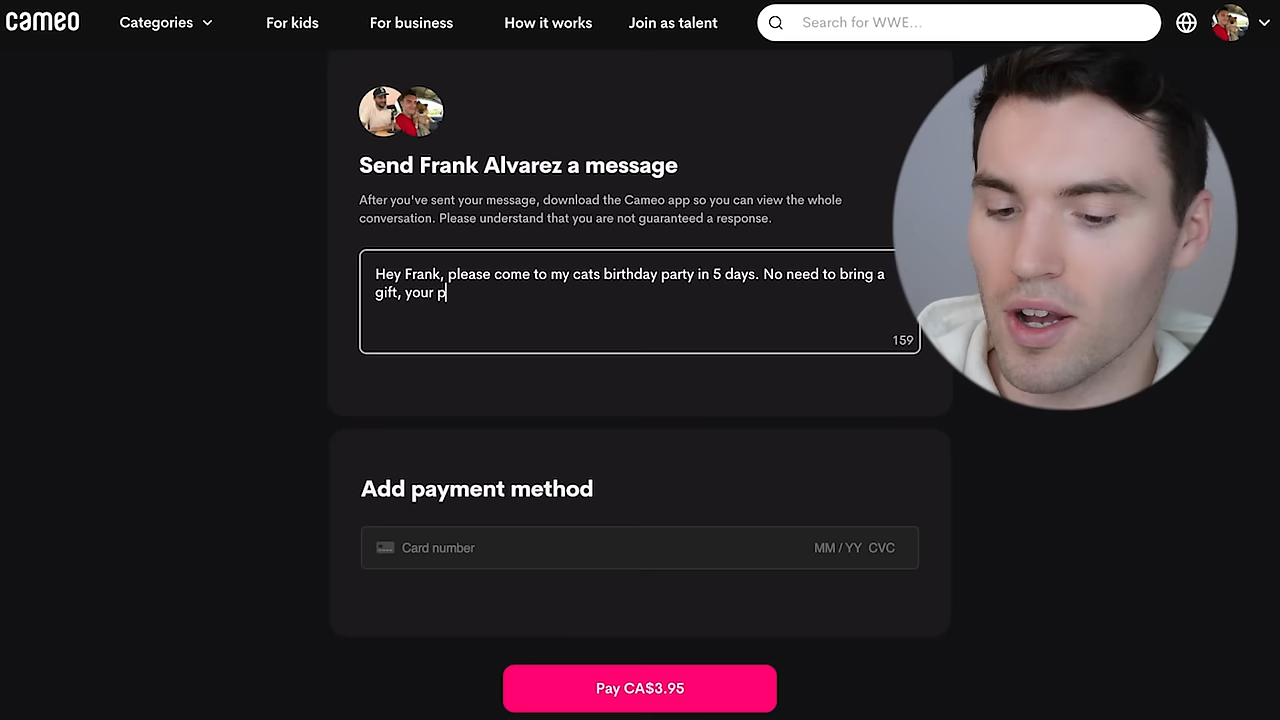 cameo
Categories
For kids
For business
How it works
Join as talent
Search for WWE...
Send Frank Alvarez a message
After you've sent your message, download the Cameo app so you can view the whole
conversation. Please understand that you are not guaranteed a response.
Hey Frank, please come to my cats birthday party in 5 days. No need to bring a
gift, your p
159
Add payment method
Card number
MM / YY CVC
Pay CA$3.95